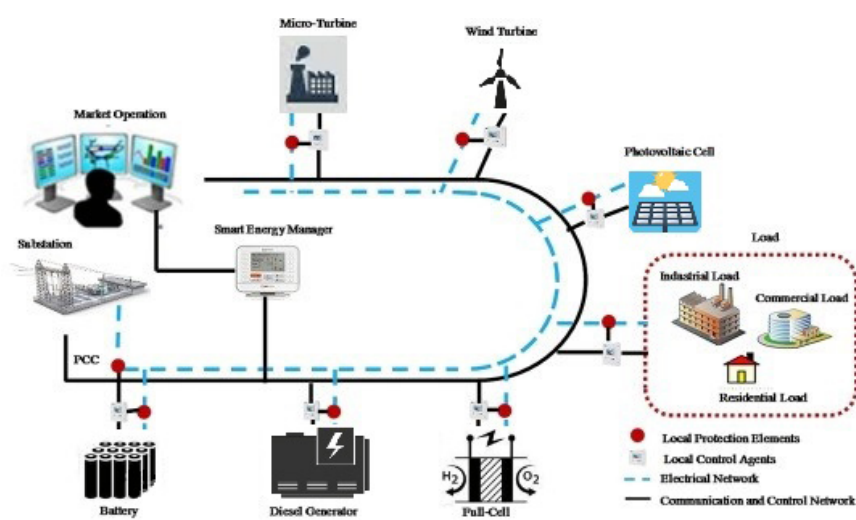 Micro-Turbine
Wind Turbine
Market Operation
Photovoltaic Cell
Substation
Smart Energy Manager
Load
Industrial Load
Commercial Load
PCC
Residential Load
Local Protection Elements
Local Control Agents
Electrical Network
Communication and Control Network
H2
O2
Battery
Diesel Generator
Full-Cell